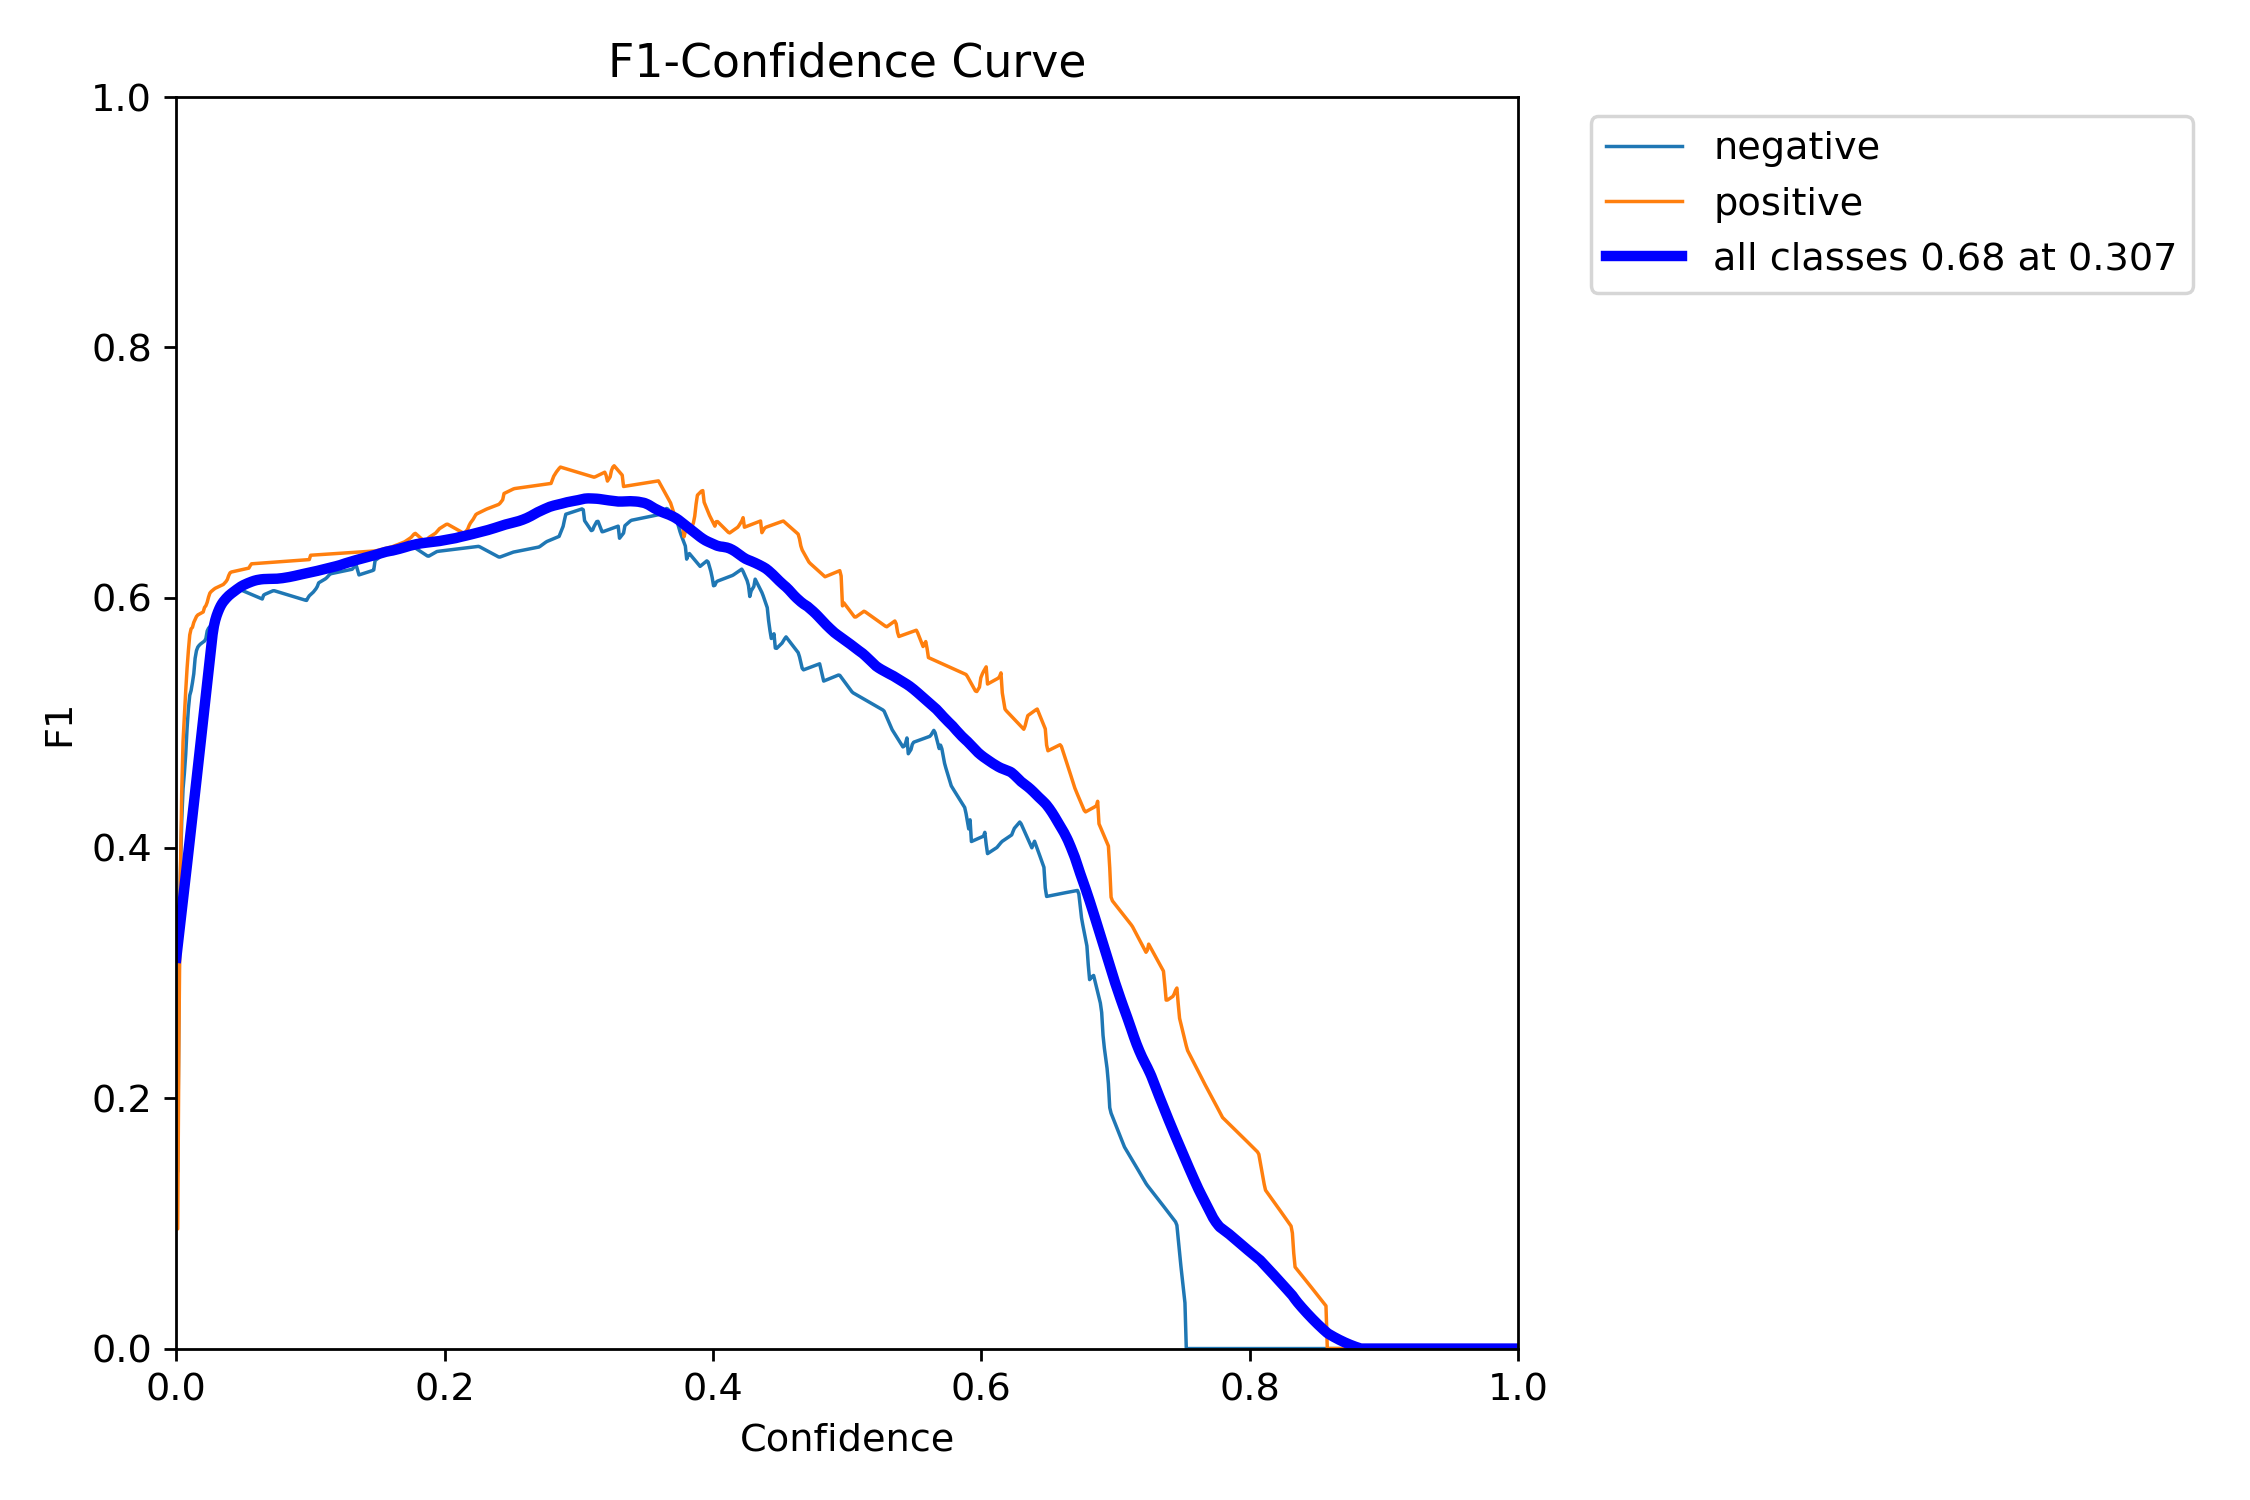 F1-Confidence Curve
1.0
0.8
0.6
0.4
0.2
0.0
F1
0.0 0.2 0.4 0.6 0.8 1.0
Confidence
negative
positive
all classes 0.68 at 0.307